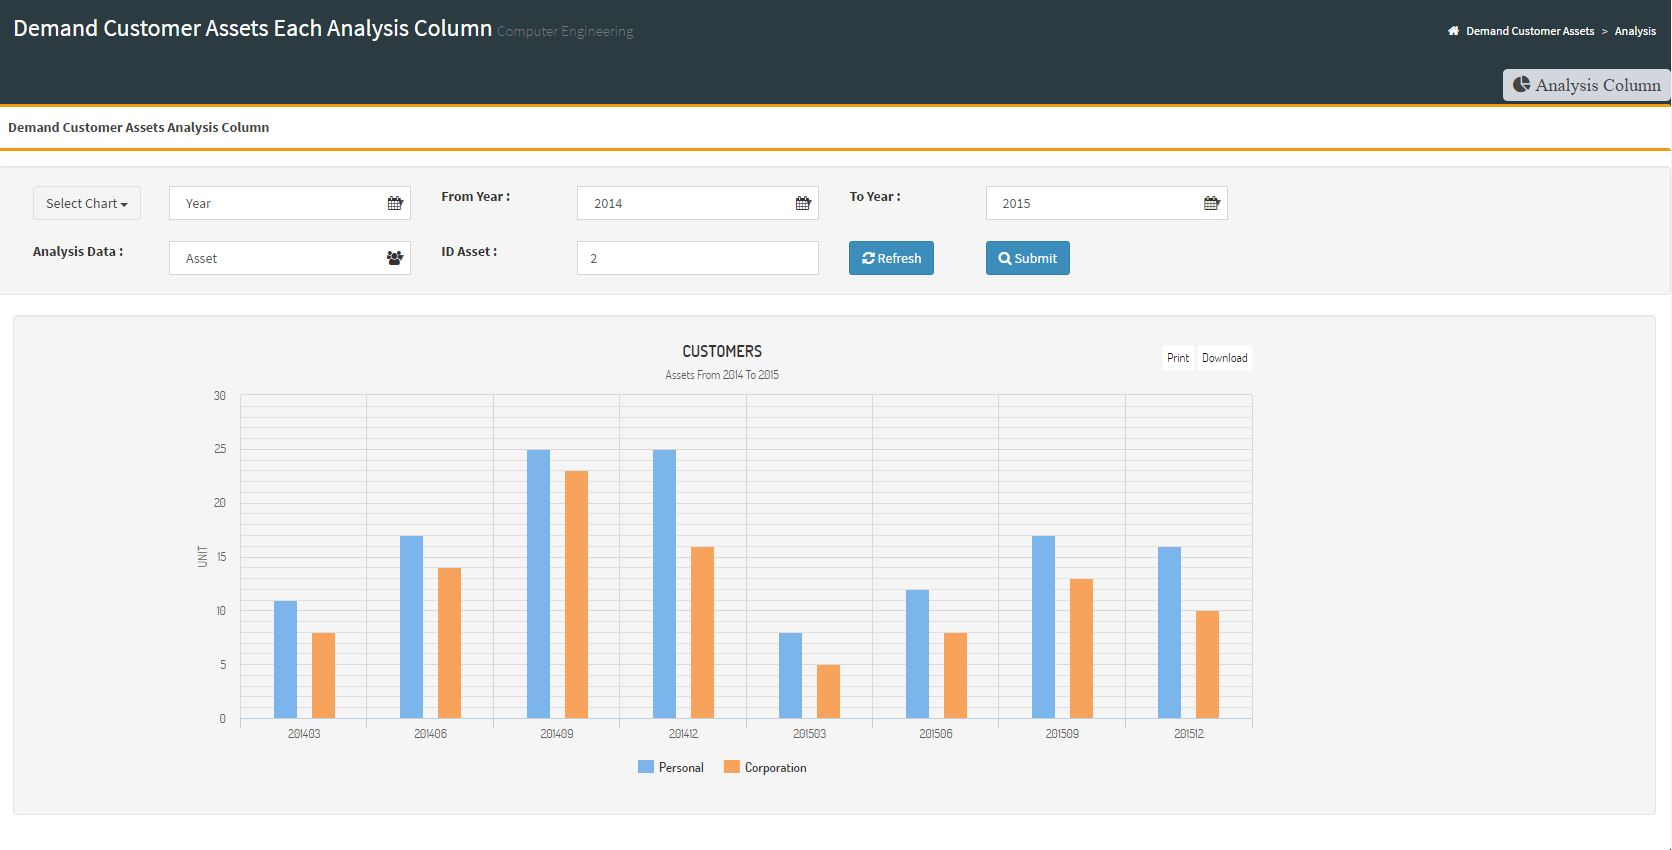 Demand Customer Assets Each Analysis Column Computer Engineering
Demand Customer Assets > Analysis
Analysis Column
Demand Customer Assets Analysis Column
Select Chart Year From Year : 2014 To Year : 2015
Analysis Data : Asset ID Asset : 2 Refresh Submit
CUSTOMERS
Print Download
Assets From 2014 To 2015
30
25
20
15
10
5
0
UNIT
201403 201406 201409 201412 201503 201506 201509 201512
Personal Corporation